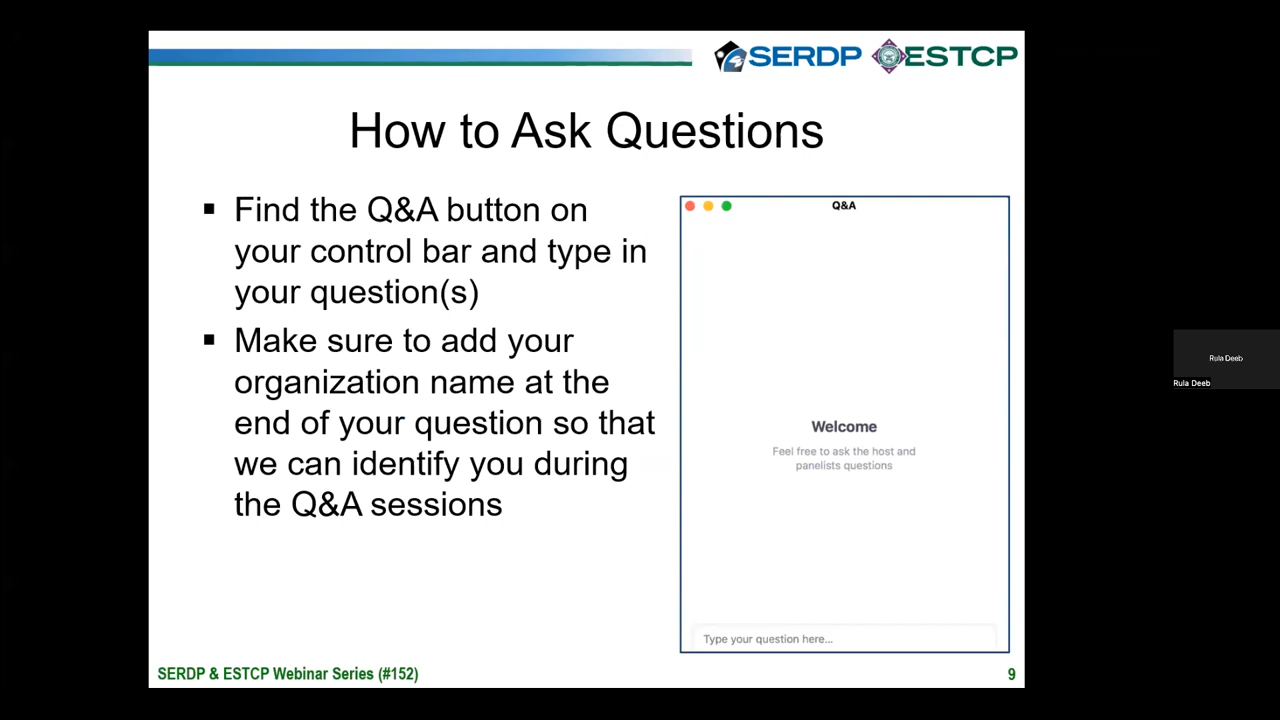 SERDP ESTCP
How to Ask Questions
▪ Find the Q&A button on
your control bar and type in
your question(s)
▪ Make sure to add your
organization name at the
end of your question so that
we can identify you during
the Q&A sessions
Q&A
Welcome
Feel free to ask the host and
panelists questions
Type your question here...
Rula Deeb
Rula Deeb
SERDP & ESTCP Webinar Series (#152)
9